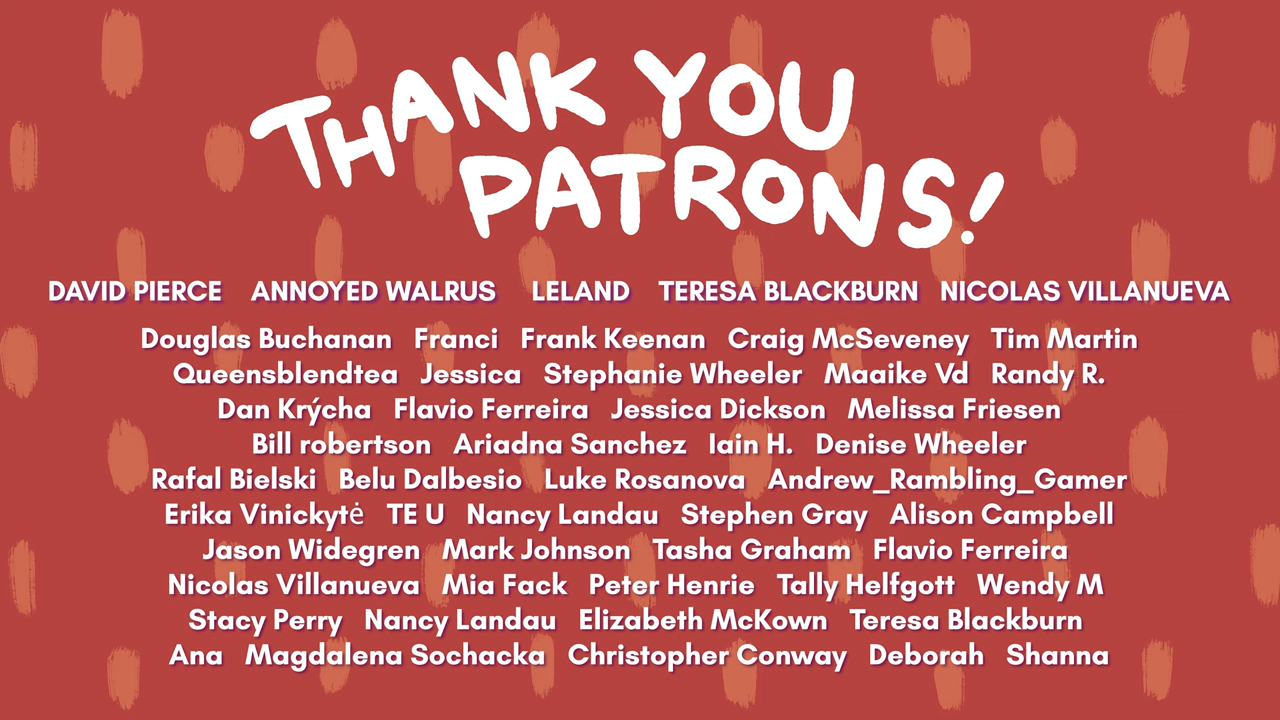 THANK YOU
PATRONS!
DAVID PIERCE ANNOYED WALRUS LELAND TERESA BLACKBURN NICOLAS VILLANUEVA
Douglas Buchanan Franci Frank Keenan Craig McSeveney Tim Martin
Queensblendtea Jessica Stephanie Wheeler Maaike Vd Randy R.
Dan Krýcha Flavio Ferreira Jessica Dickson Melissa Friesen
Bill robertson Ariadna Sanchez Iain H. Denise Wheeler
Rafal Bielski Belu Dalbesio Luke Rosanova Andrew_Rambling_Gamer
Erika Vinickytė TE U Nancy Landau Stephen Gray Alison Campbell
Jason Widegren Mark Johnson Tasha Graham Flavio Ferreira
Nicolas Villanueva Mia Fack Peter Henrie Tally Helfgott Wendy M
Stacy Perry Nancy Landau Elizabeth McKown Teresa Blackburn
Ana Magdalena Sochacka Christopher Conway Deborah Shanna